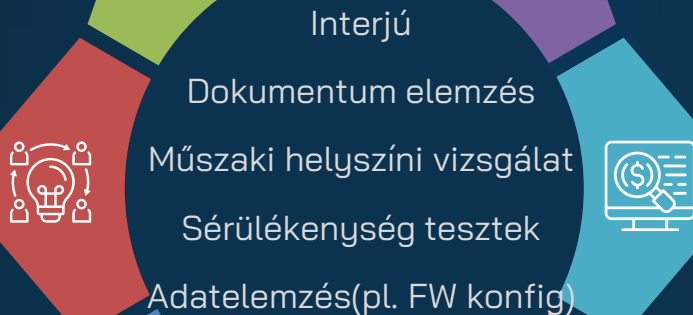 Interjú
Dokumentum elemzés
Műszaki helyszíni vizsgálat
Sérülékenység tesztek
Adatelemzés(pl. FW konfig)